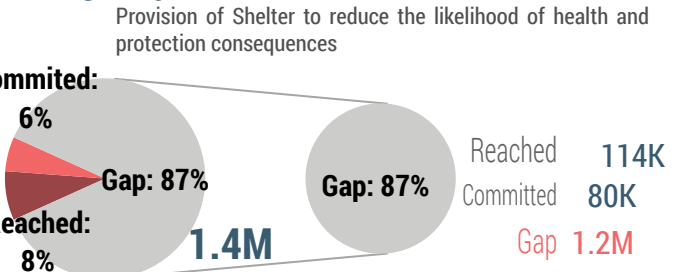 Provision of Shelter to reduce the likelihood of health and
protection consequences
ommited:
6%
Gap: 87%
eached:
8%
1.4M
Gap: 87%
Reached 114K
Committed 80K
Gap 1.2M